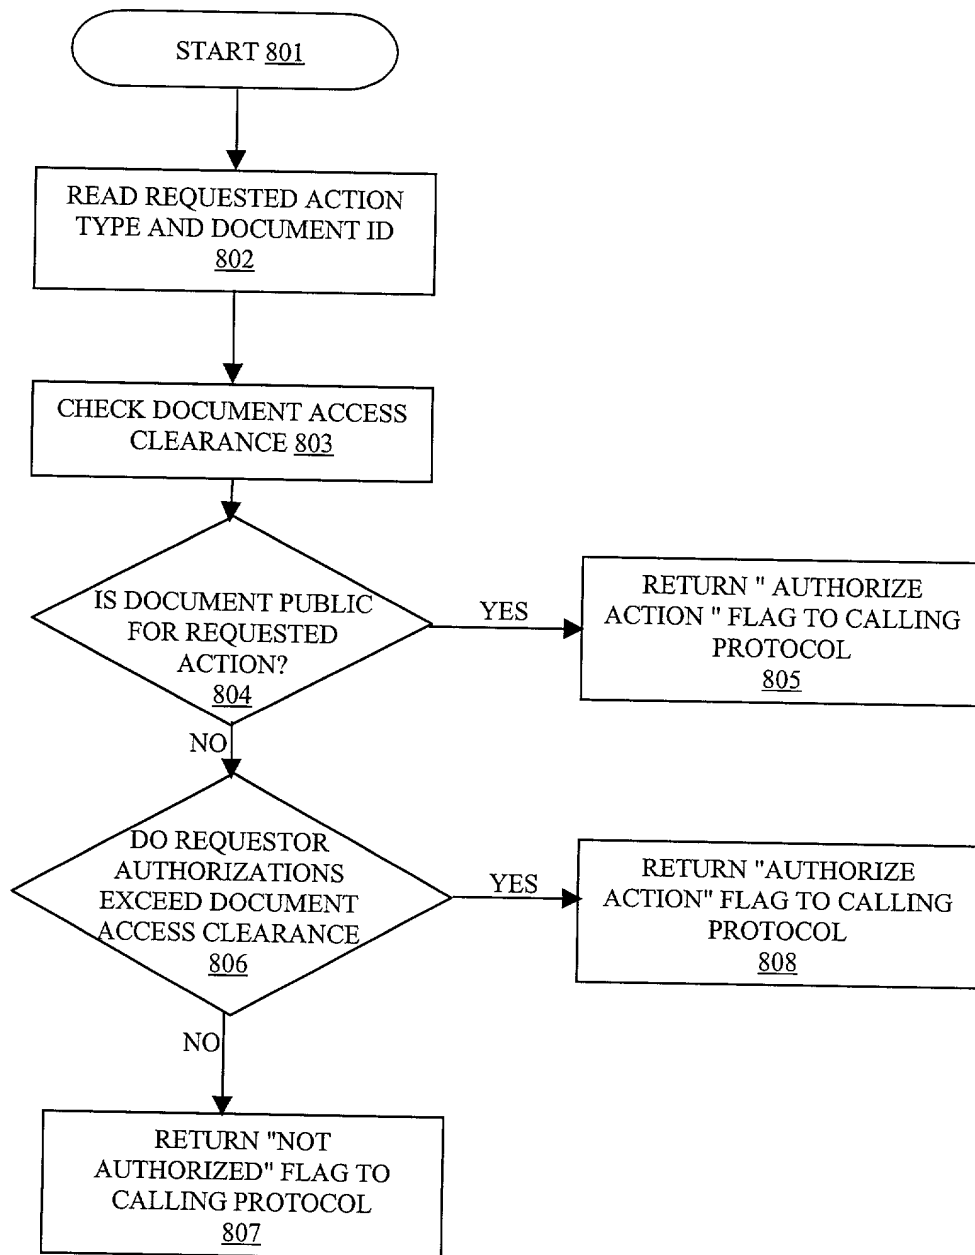 START 801
READ REQUESTED ACTION
TYPE AND DOCUMENT ID
802
CHECK DOCUMENT ACCESS
CLEARANCE 803
IS DOCUMENT PUBLIC
FOR REQUESTED
ACTION?
804
YES
RETURN " AUTHORIZE
ACTION " FLAG TO CALLING
PROTOCOL
805
NO
DO REQUESTOR
AUTHORIZATIONS
EXCEED DOCUMENT
ACCESS CLEARANCE
806
YES
RETURN "AUTHORIZE
ACTION" FLAG TO CALLING
PROTOCOL
808
NO
RETURN "NOT
AUTHORIZED" FLAG TO
CALLING PROTOCOL
807